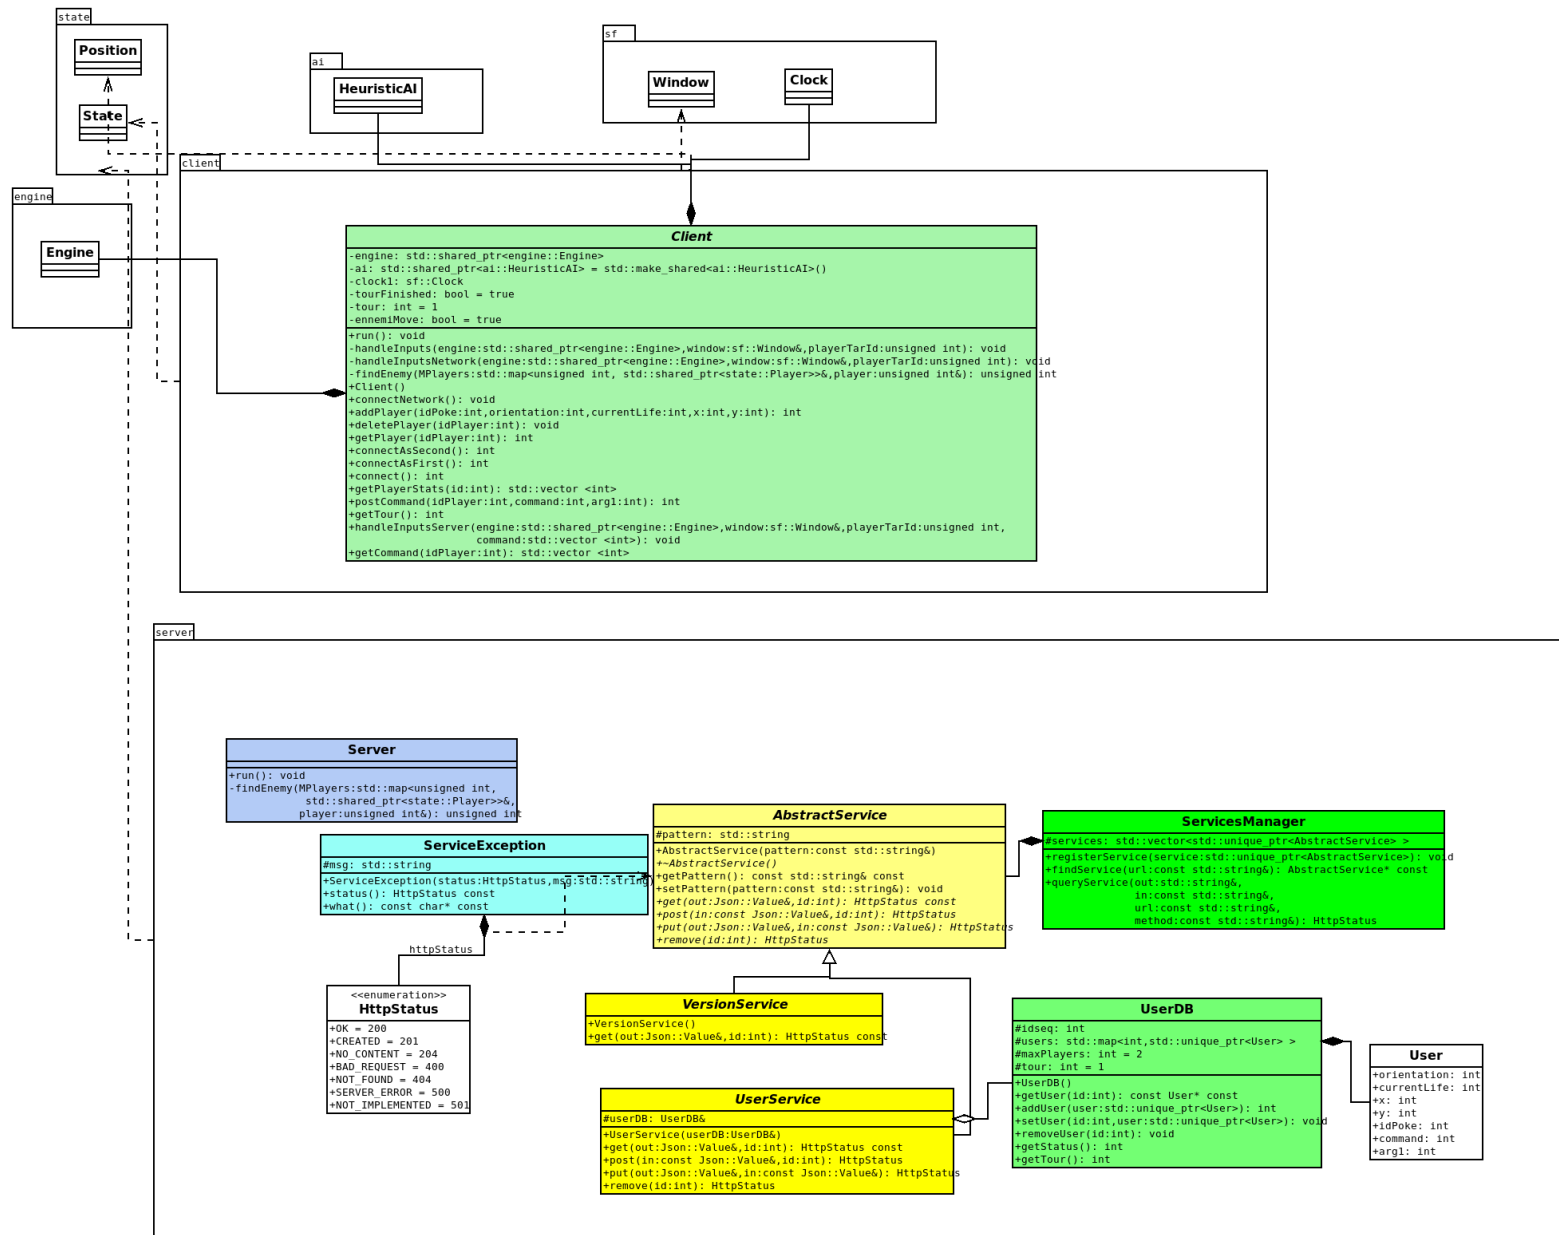 state
Position
State
ai
HeuristicAI
sf
Window
Clock
engine
Engine
client
Client
-engine: std::shared_ptr<engine::Engine>
-ai: std::shared_ptr<ai::HeuristicAI> = std::make_shared<ai::HeuristicAI>()
-clock1: sf::Clock
-tourFinished: bool = true
-tour: int = 1
-ennemiMove: bool = true
+run(): void
-handleInputs(engine:std::shared_ptr<engine::Engine>,window:sf::Window&,playerTarId:unsigned int): void
-handleInputsNetwork(engine:std::shared_ptr<engine::Engine>,window:sf::Window&,playerTarId:unsigned int): void
-findEnemy(MPlayers:std::map<unsigned int, std::shared_ptr<state::Player>>&,player:unsigned int&): unsigned int
+Client()
+connectNetwork(): void
+addPlayer(idPoke:int,orientation:int,currentLife:int,x:int,y:int): int
+deletePlayer(idPlayer:int): void
+getPlayer(idPlayer:int): int
+connectAsSecond(): int
+connectAsFirst(): int
+connect(): int
+getPlayerStats(id:int): std::vector <int>
+postCommand(idPlayer:int,command:int,arg1:int): int
+getTour(): int
+handleInputsServer(engine:std::shared_ptr<engine::Engine>,window:sf::Window&,playerTarId:unsigned int,
command:std::vector <int>): void
+getCommand(idPlayer:int): std::vector <int>
server
Server
+run(): void
-findEnemy(MPlayers:std::map<unsigned int,
std::shared_ptr<state::Player>>&,
player:unsigned int&): unsigned int
ServiceException
#msg: std::string
+ServiceException(status:HttpStatus,msg:std::string)
+status(): HttpStatus const
+what(): const char* const
httpStatus
<<enumeration>>
HttpStatus
+OK = 200
+CREATED = 201
+NO_CONTENT = 204
+BAD_REQUEST = 400
+NOT_FOUND = 404
+SERVER_ERROR = 500
+NOT_IMPLEMENTED = 501
AbstractService
#pattern: std::string
+AbstractService(pattern:const std::string&)
+~AbstractService()
+getPattern(): const std::string& const
+setPattern(pattern:const std::string&): void
+get(out:Json::Value&,id:int): HttpStatus const
+post(in:const Json::Value&,id:int): HttpStatus
+put(out:Json::Value&,in:const Json::Value&): HttpStatus
+remove(id:int): HttpStatus
ServicesManager
#services: std::vector<std::unique_ptr<AbstractService> >
+registerService(service:std::unique_ptr<AbstractService>): void
+findService(url:const std::string&): AbstractService* const
+queryService(out:std::string&,
in:const std::string&,
url:const std::string&,
method:const std::string&): HttpStatus
VersionService
+VersionService()
+get(out:Json::Value&,id:int): HttpStatus const
UserService
#userDB: UserDB&
+UserService(userDB:UserDB&)
+get(out:Json::Value&,id:int): HttpStatus const
+post(in:const Json::Value&,id:int): HttpStatus
+put(out:Json::Value&,in:const Json::Value&): HttpStatus
+remove(id:int): HttpStatus
UserDB
#idseq: int
#users: std::map<int,std::unique_ptr<User> >
#maxPlayers: int = 2
#tour: int = 1
+UserDB()
+getUser(id:int): const User* const
+addUser(user:std::unique_ptr<User>): int
+setUser(id:int,user:std::unique_ptr<User>): void
+removeUser(id:int): void
+getStatus(): int
+getTour(): int
User
+orientation: int
+currentLife: int
+x: int
+y: int
+idPoke: int
+command: int
+arg1: int